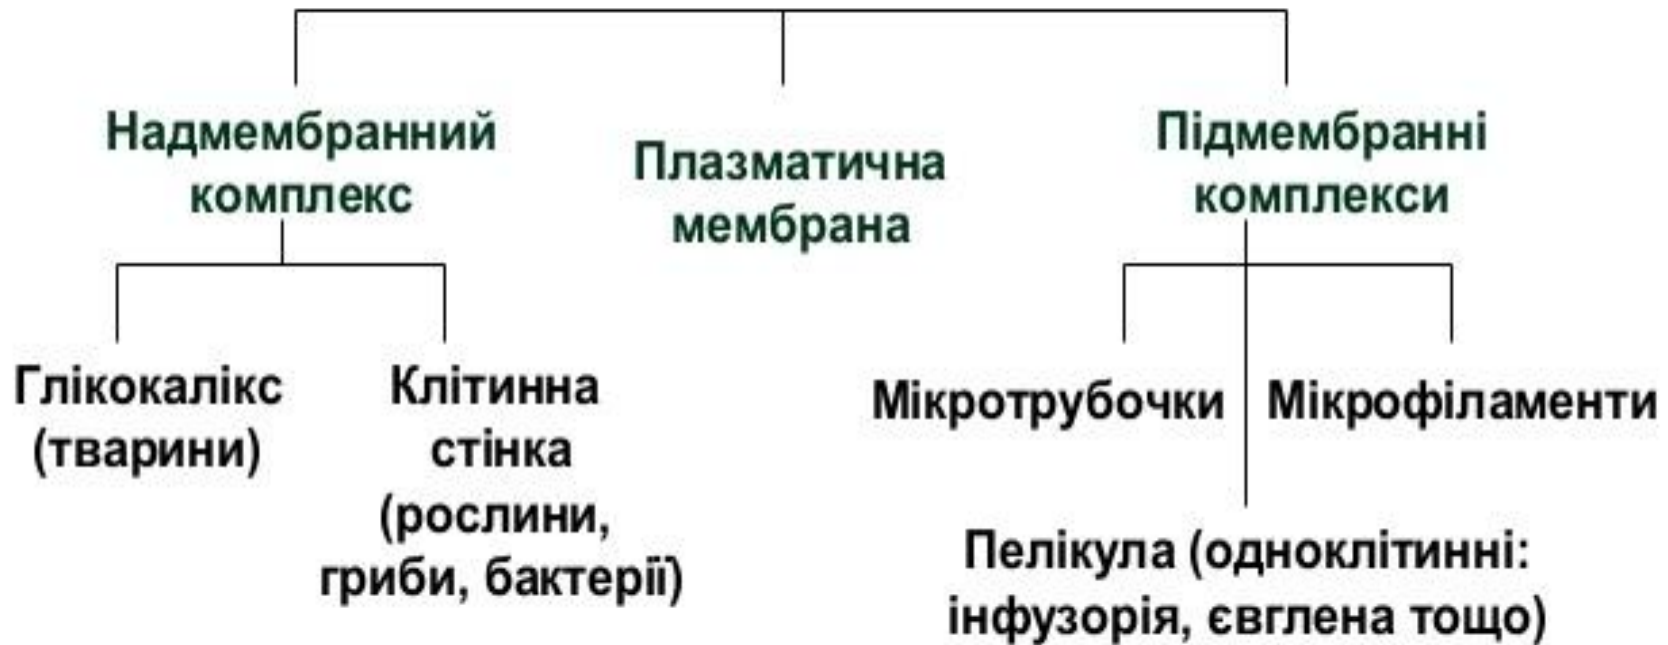 Надмембранний
комплекс
Плазматична
мембрана
Підмембранні
комплекси
Глікокалікс
(тварини)
Клітинна
стінка
(рослини,
гриби, бактерії)
Мікротрубочки
Мікрофіламенти
Пелікула (одноклітинні:
інфузорія, євглена тощо)